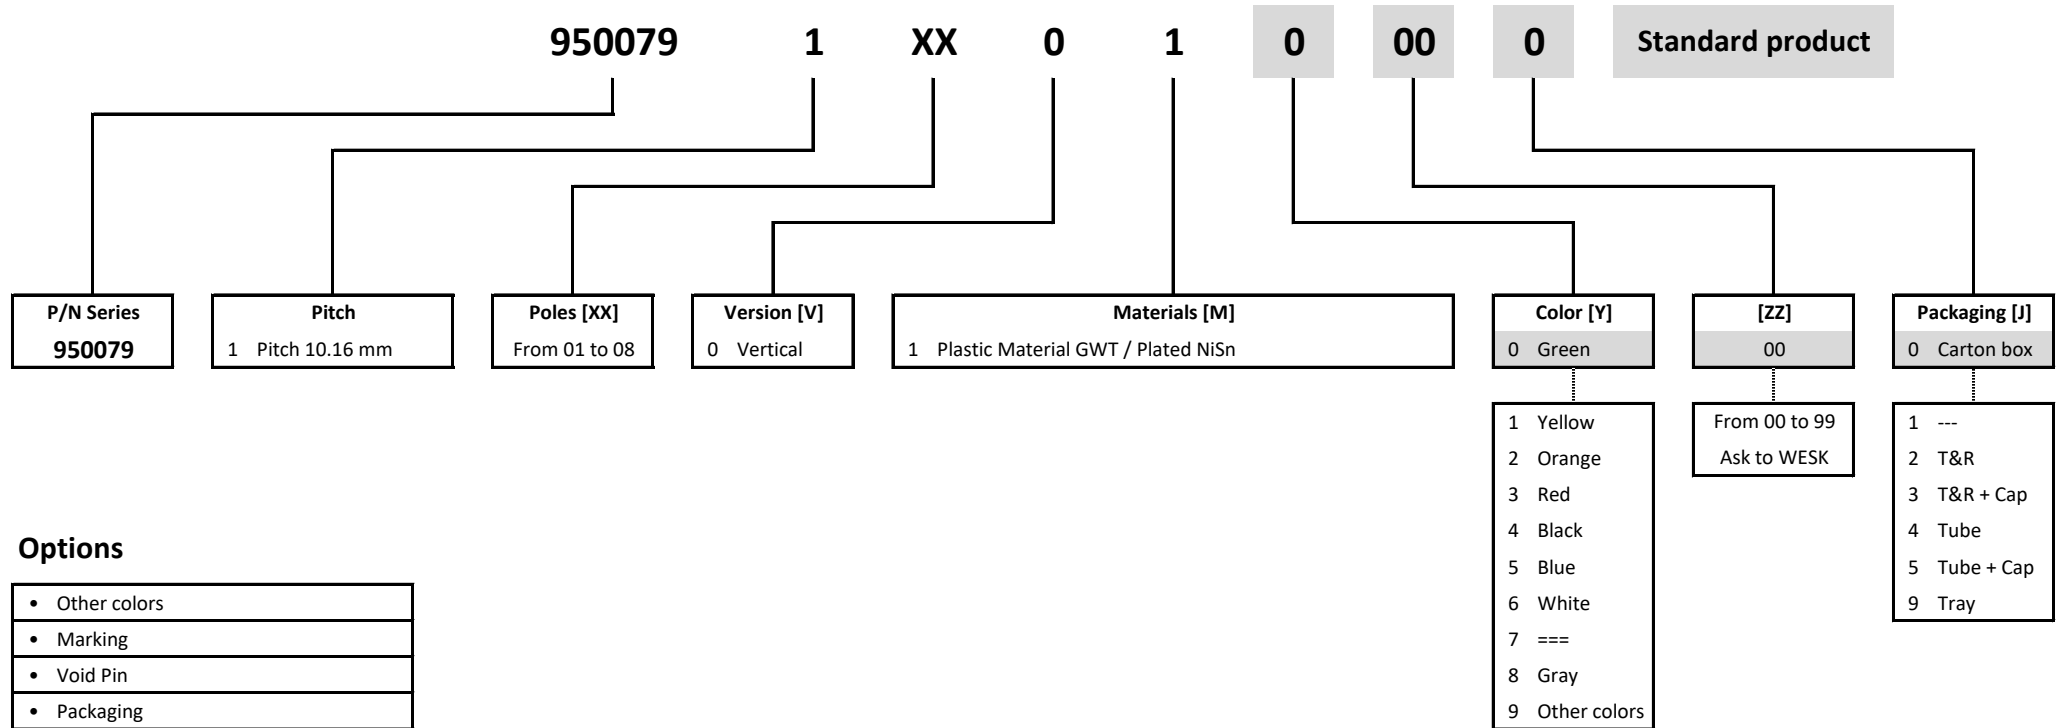 950079 1 XX 0 1 0 00 0 Standard product
P/N Series Pitch Poles [XX] Version [V] Materials [M] Color [Y] [ZZ] Packaging [J]
950079 1 Pitch 10.16 mm From 01 to 08 0 Vertical 1 Plastic Material GWT / Plated NiSn 0 Green 00 0 Carton box
1 Yellow From 00 to 99 1 ---
2 Orange Ask to WESK 2 T&R
3 Red 3 T&R + Cap
4 Black 4 Tube
5 Blue 5 Tube + Cap
6 White 9 Tray
7 ===
8 Gray
9 Other colors
Options
• Other colors
• Marking
• Void Pin
• Packaging